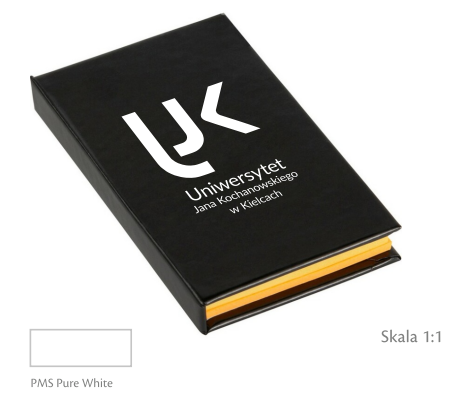 UJK
Uniwersytet
Jana Kochanowskiego
w Kielcach
Skala 1:1
PMS Pure White